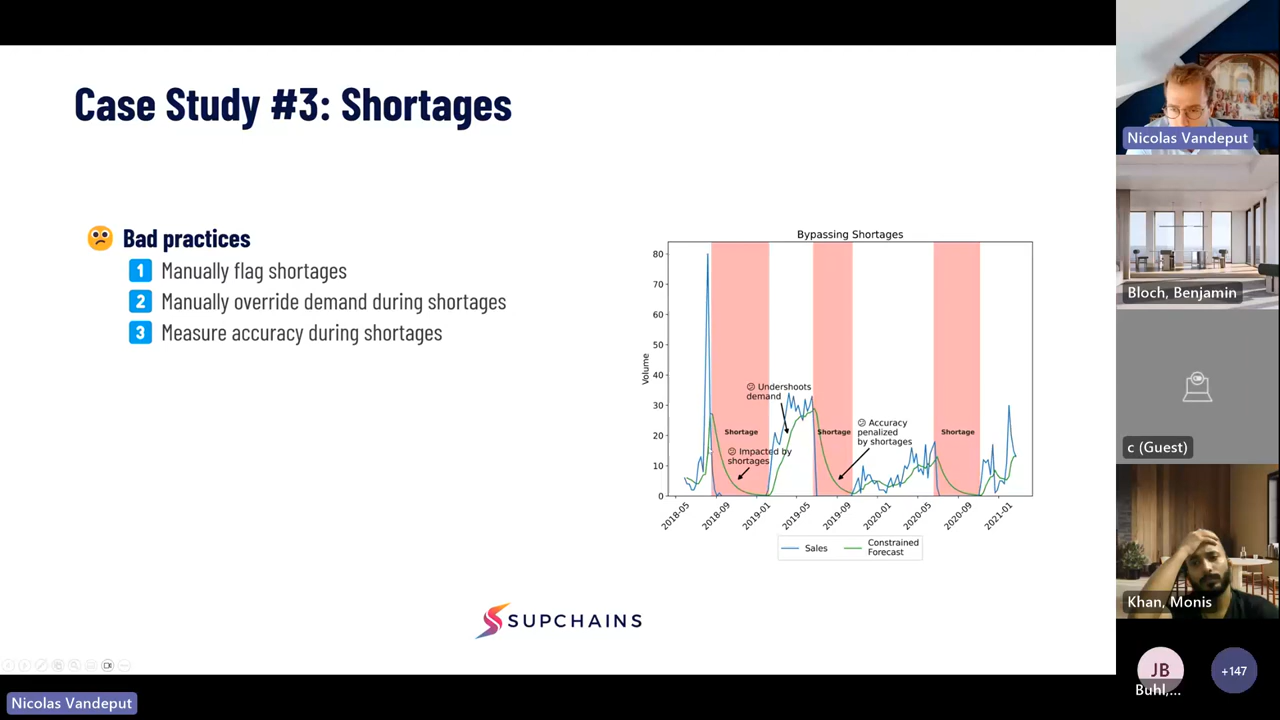 Case Study #3: Shortages
Bad practices
1 Manually flag shortages
2 Manually override demand during shortages
3 Measure accuracy during shortages
Bypassing Shortages
Volume
80
70
60
50
40
30
20
10
0
Undershoots
demand
Shortage
Impacted by
shortages
Shortage
Accuracy
penalized
by shortages
Shortage
2018-05
2018-09
2019-01
2019-05
2019-09
2020-01
2020-05
2020-09
2021-01
Sales
Constrained
Forecast
SUPCHAINS
Nicolas Vandeput
Nicolas Vandeput
Bloch, Benjamin
c (Guest)
Khan, Monis
JB
Buhl,...
+147